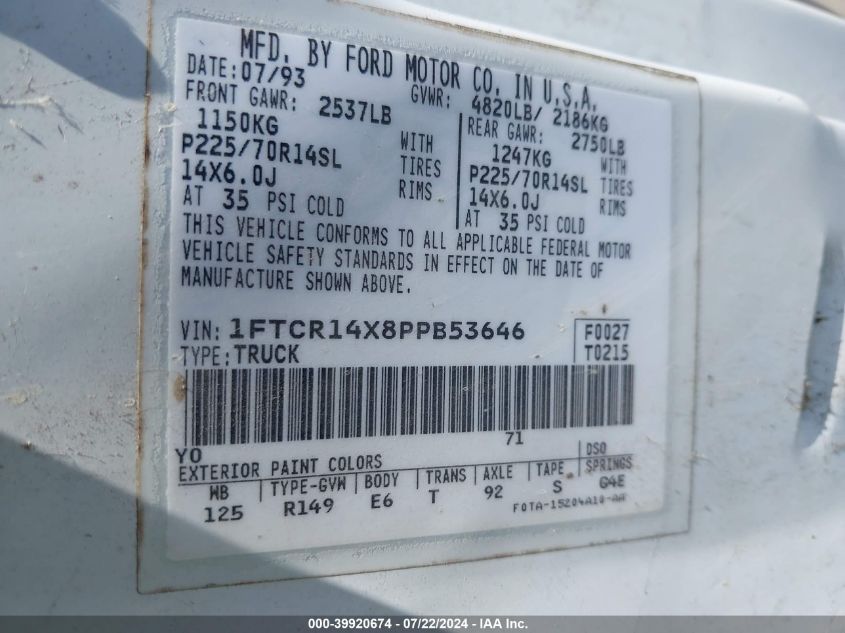 MFD. BY FORD MOTOR CO. IN U.S.A.
DATE: 07/93 GVWR: 4820LB/ 2186KG
FRONT GAWR: 2537LB REAR GAWR: 2750LB
1150KG WITH 1247KG WITH
P225/70R14SL TIRES P225/70R14SL TIRES
14X6.0J RIMS 14X6.0J RIMS
AT 35 PSI COLD AT 35 PSI COLD
THIS VEHICLE CONFORMS TO ALL APPLICABLE FEDERAL MOTOR
VEHICLE SAFETY STANDARDS IN EFFECT ON THE DATE OF
MANUFACTURE SHOWN ABOVE.
VIN: 1FTCR14X8PPB53646 F0027
TYPE: TRUCK T0215
71
YO DSO
EXTERIOR PAINT COLORS
WB TYPE-GVW BODY TRANS AXLE TAPE SPRINGS
125 R149 E6 T 92 S G4E
F0TA-15204A10-AA
000-39920674 / 07/22/2024 - IAA Inc.